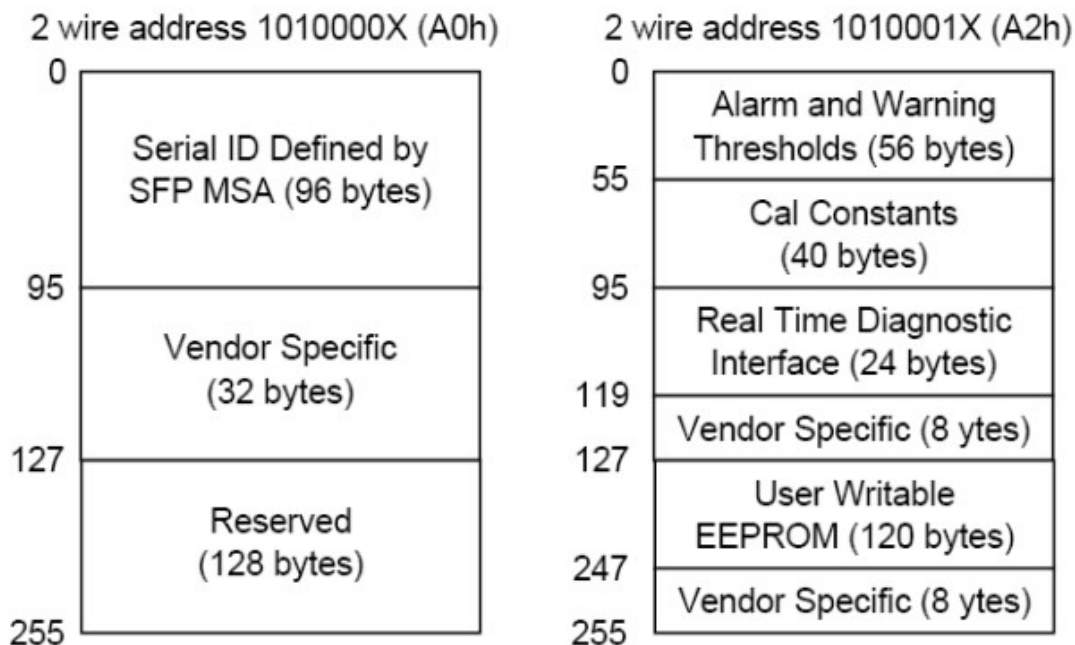 2 wire address 1010000X (A0h)
0
Serial ID Defined by
SFP MSA (96 bytes)
95
Vendor Specific
(32 bytes)
127
Reserved
(128 bytes)
255
2 wire address 1010001X (A2h)
0
Alarm and Warning
Thresholds (56 bytes)
55
Cal Constants
(40 bytes)
95
Real Time Diagnostic
Interface (24 bytes)
119
Vendor Specific (8 ytes)
127
User Writable
EEPROM (120 bytes)
247
Vendor Specific (8 ytes)
255